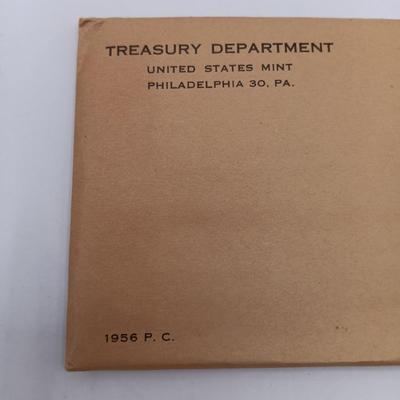 TREASURY DEPARTMENT
UNITED STATES MINT
PHILADELPHIA 30, PA.
1956 P. C.